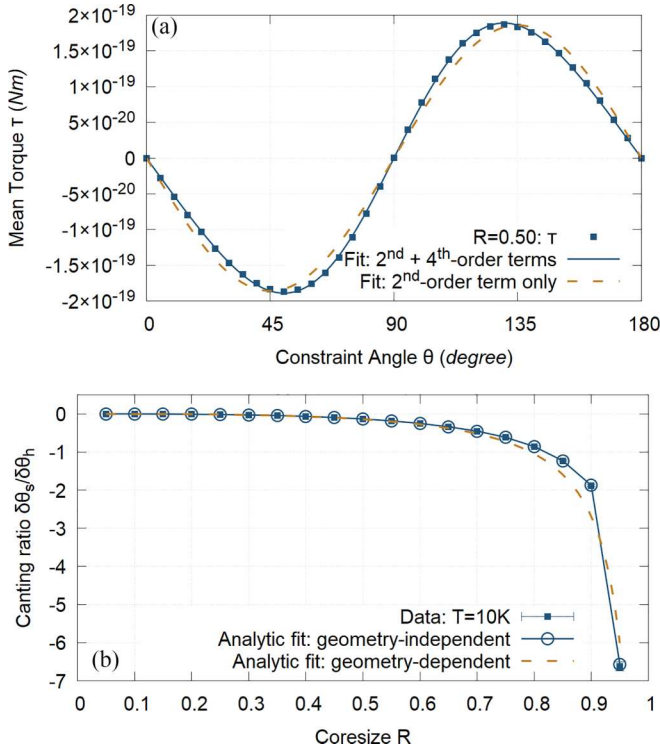 (a)
Mean Torque τ (Nm)
2×10⁻¹⁹
1.5×10⁻¹⁹
1×10⁻¹⁹
5×10⁻²⁰
0
-5×10⁻²⁰
-1×10⁻¹⁹
-1.5×10⁻¹⁹
-2×10⁻¹⁹
R=0.50: τ
Fit: 2ⁿᵈ + 4ᵗʰ-order terms
Fit: 2ⁿᵈ-order term only
0 45 90 135 180
Constraint Angle θ (degree)
Canting ratio δθₛ/δθₕ
0
-1
-2
-3
-4
-5
-6
-7
Data: T=10K
Analytic fit: geometry-independent
Analytic fit: geometry-dependent
(b)
0 0.1 0.2 0.3 0.4 0.5 0.6 0.7 0.8 0.9 1
Coresize R